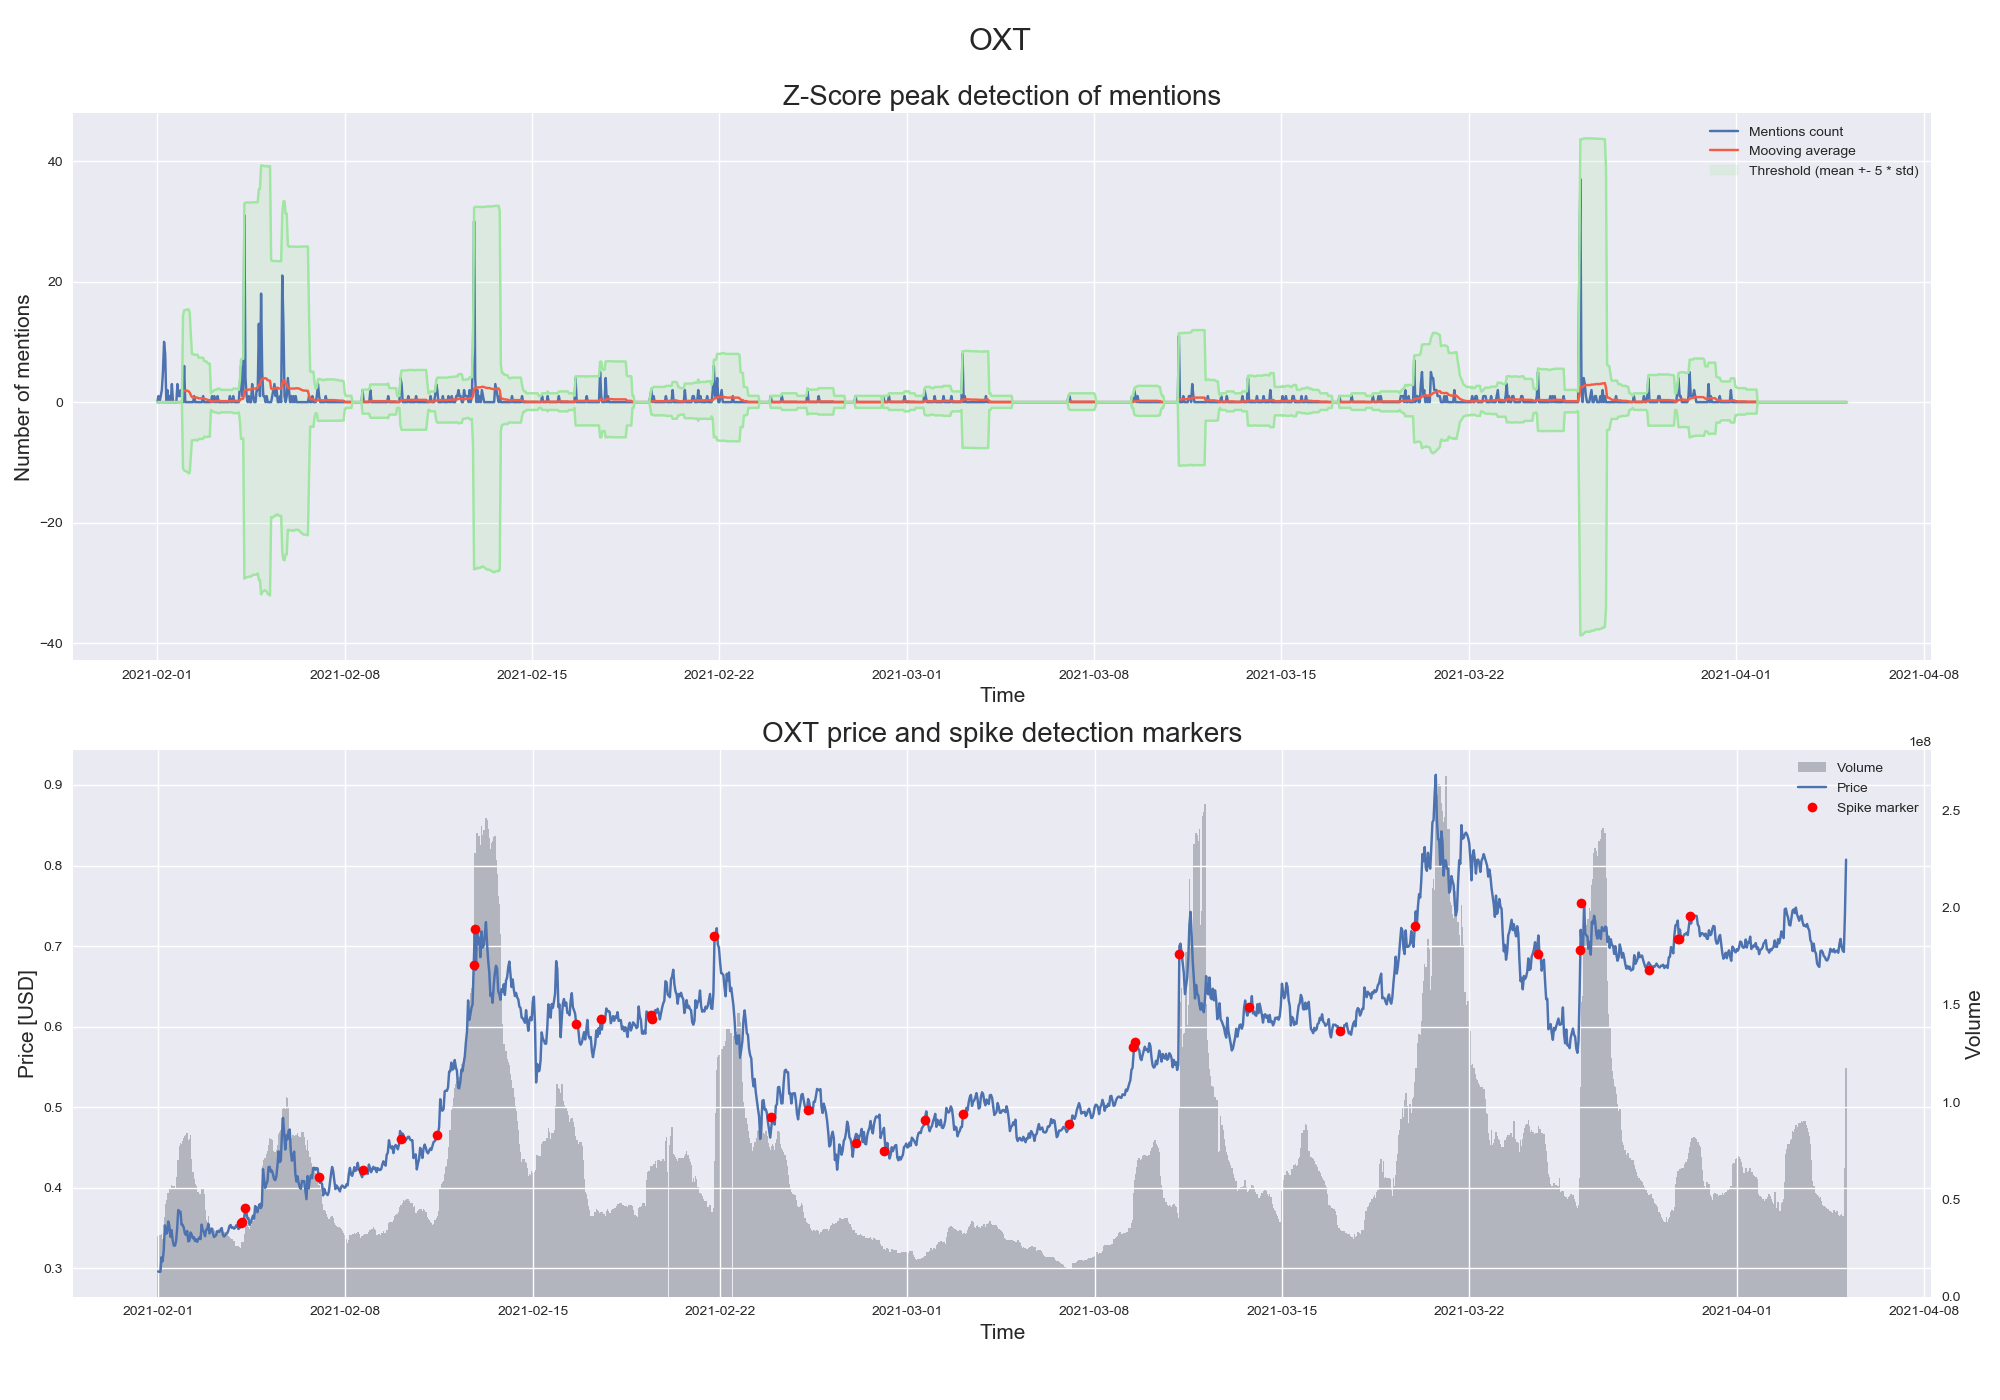 OXT
Z-Score peak detection of mentions
Mentions count
Mooving average
Threshold (mean +- 5 * std)
Number of mentions
40
20
0
−20
−40
2021-02-01
2021-02-08
2021-02-15
2021-02-22
2021-03-01
2021-03-08
2021-03-15
2021-03-22
2021-04-01
2021-04-08
Time
OXT price and spike detection markers
1e8
Volume
Price
Spike marker
Price [USD]
0.9
0.8
0.7
0.6
0.5
0.4
0.3
2.5
2.0
1.5
1.0
0.5
0.0
Volume
2021-02-01
2021-02-08
2021-02-15
2021-02-22
2021-03-01
2021-03-08
2021-03-15
2021-03-22
2021-04-01
2021-04-08
Time